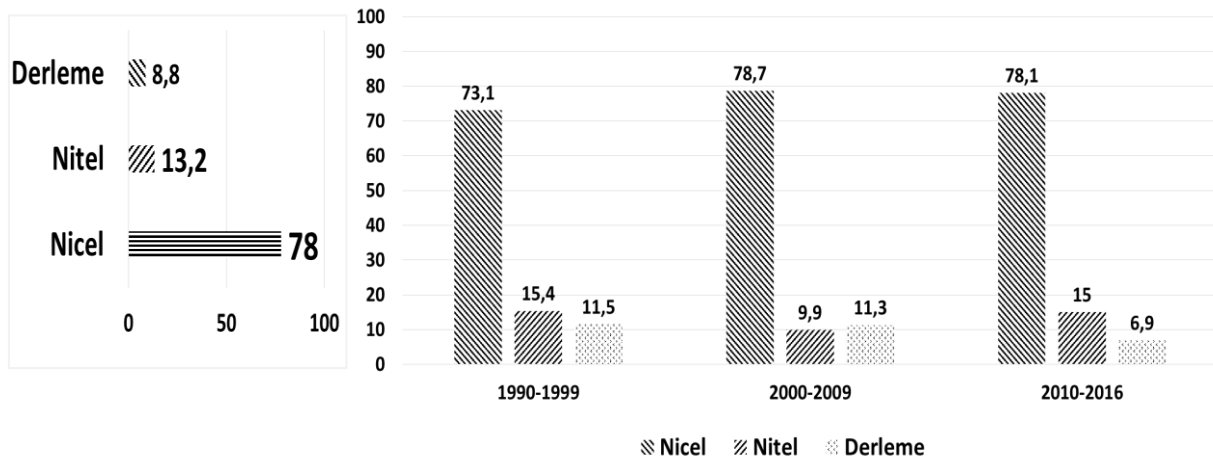 Derleme 8,8
Nitel 13,2
Nicel 78
0 50 100
100
90
80
70
60
50
40
30
20
10
0
73,1 15,4 11,5
78,7 9,9 11,3
78,1 15 6,9
1990-1999 2000-2009 2010-2016
Nicel Nitel Derleme